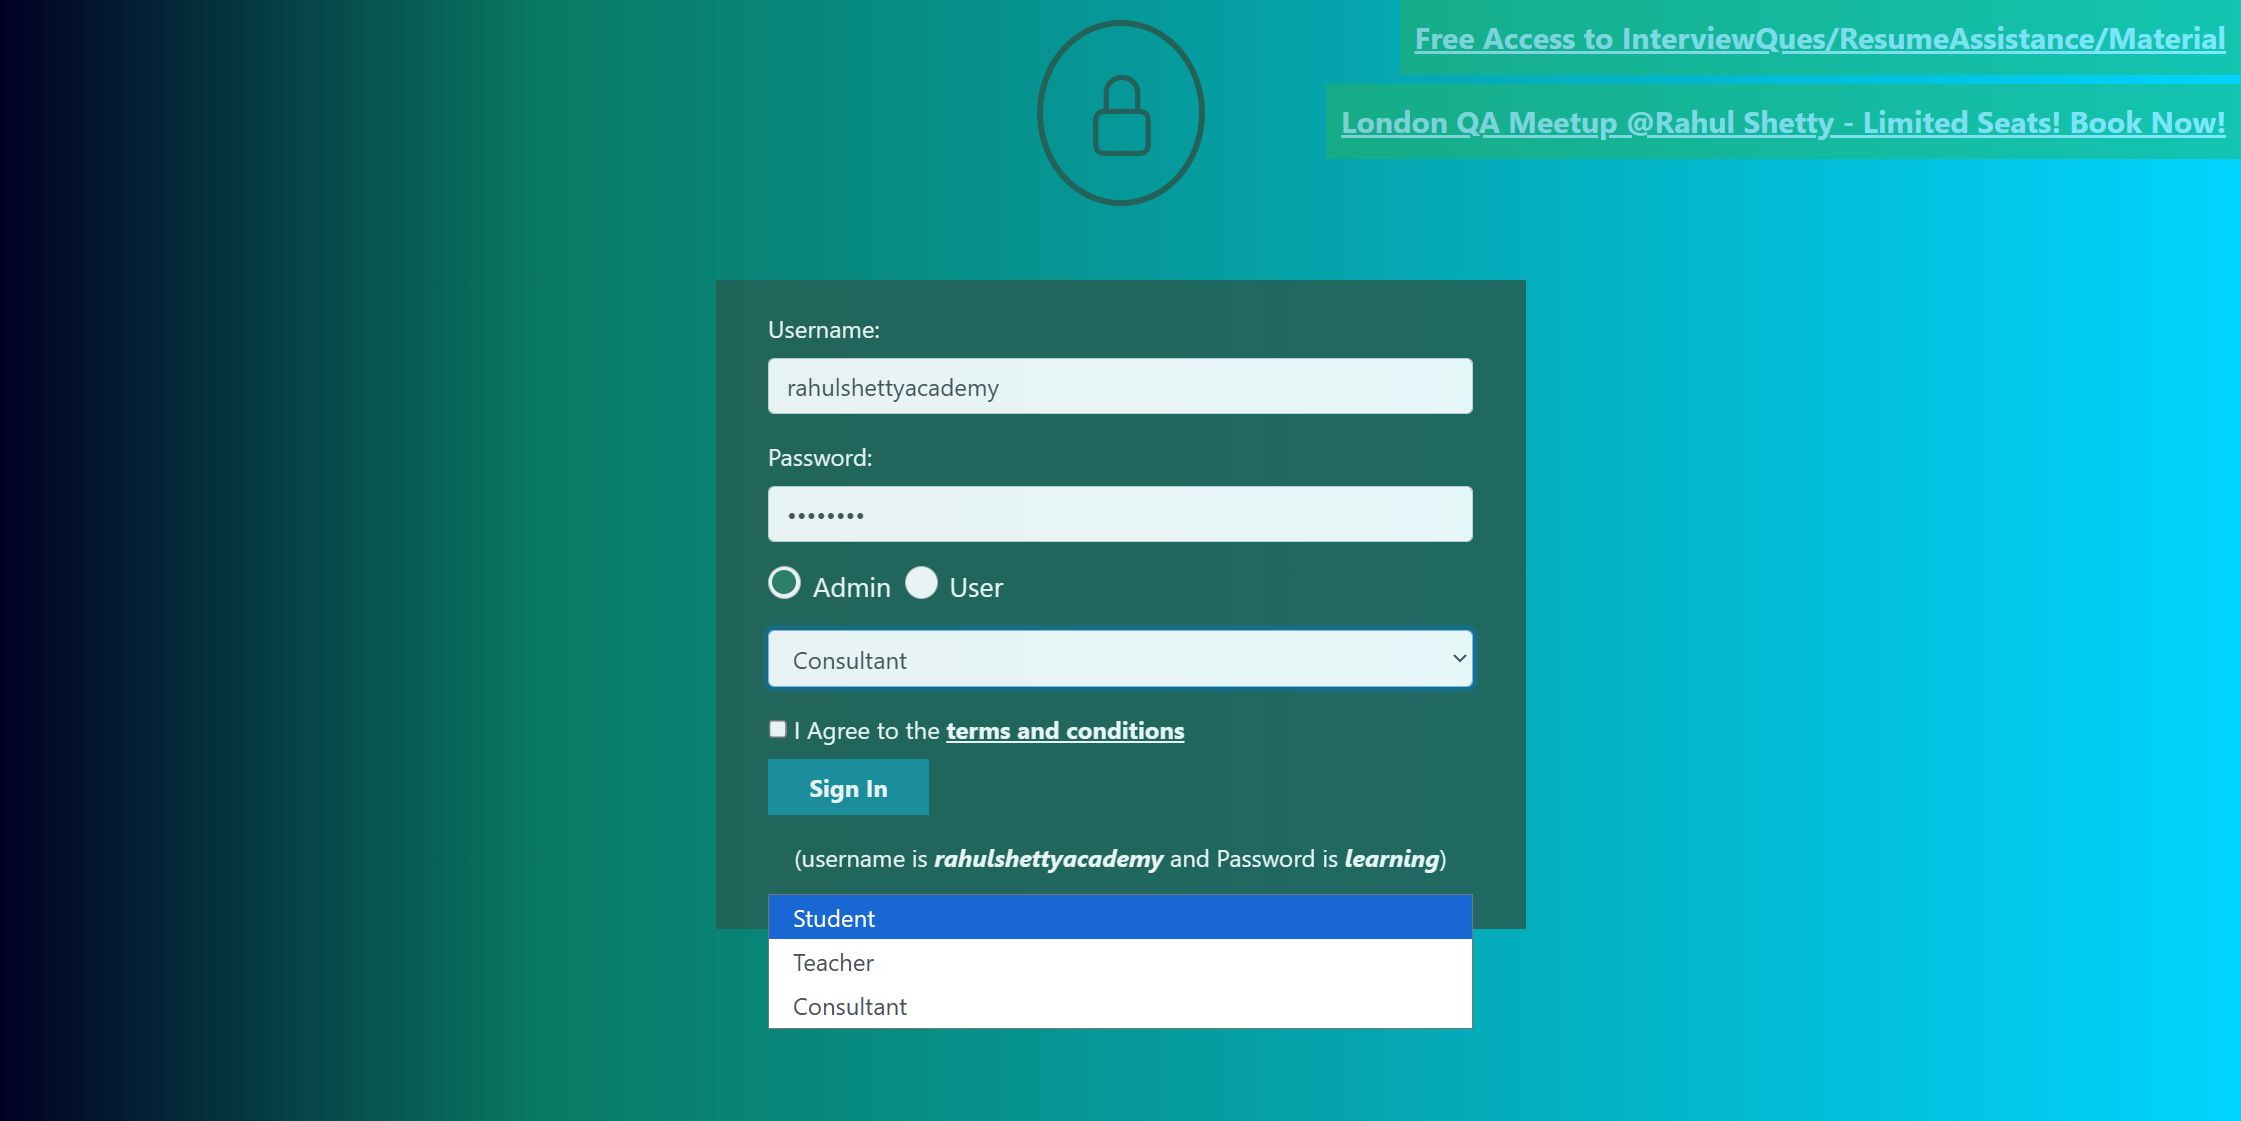 Free Access to InterviewQues/ResumeAssistance/Material
London QA Meetup @Rahul Shetty - Limited Seats! Book Now!
Username:
rahulshettyacademy
Password:
••••••••
Admin User
Consultant
I Agree to the terms and conditions
Sign In
(username is rahulshettyacademy and Password is learning)
Student
Teacher
Consultant